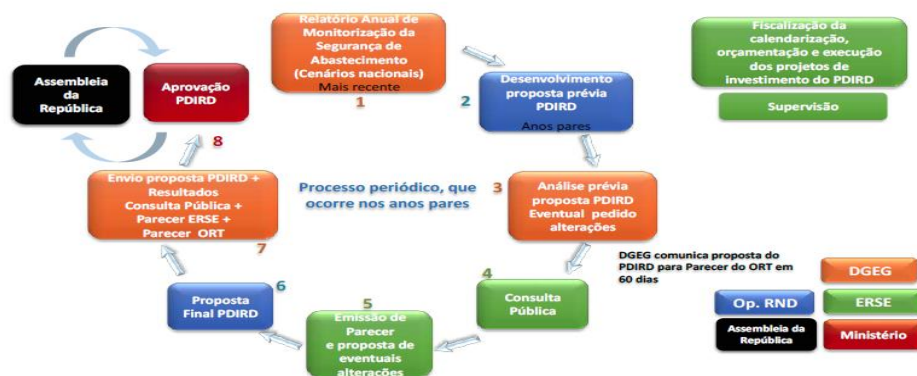 Relatório Anual de
Monitorização da
Segurança de
Abastecimento
(Cenários nacionais)
Mais recente
1
2
Desenvolvimento
proposta prévia
PDIRD
Anos pares
3
Análise prévia
proposta PDIRD
Eventual pedido
alterações
DGEG comunica proposta do
PDIRD para Parecer do ORT em
60 dias
4
Consulta
Pública
5
Emissão de
Parecer
e proposta de
eventuais
alterações
6
Proposta
Final PDIRD
7
Envio proposta PDIRD +
Resultados
Consulta Pública +
Parecer ERSE +
Parecer ORT
8
Aprovação
PDIRD
Assembleia
da
República
Processo periódico, que
ocorre nos anos pares
Fiscalização da
calendarização,
orçamentação e execução
dos projetos de
investimento do PDIRD
Supervisão
DGEG
Op. RND
ERSE
Assembleia da
República
Ministério